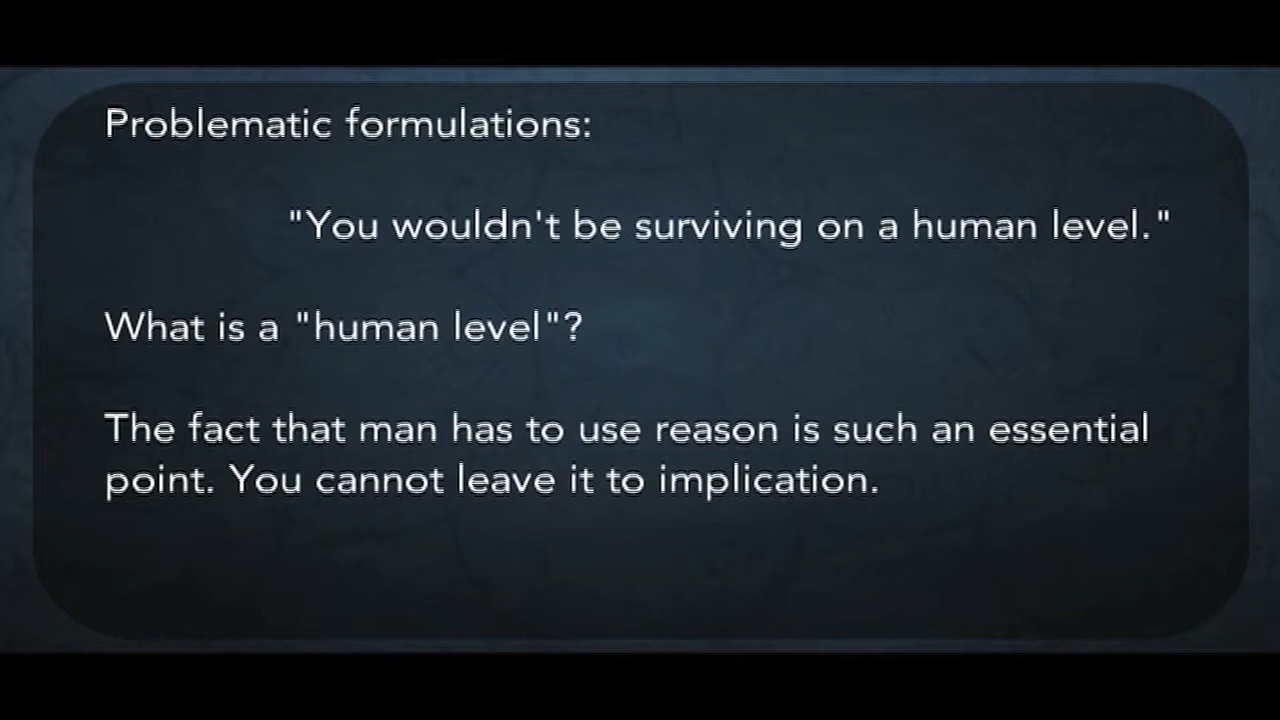 Problematic formulations:
"You wouldn't be surviving on a human level."
What is a "human level"?
The fact that man has to use reason is such an essential
point. You cannot leave it to implication.